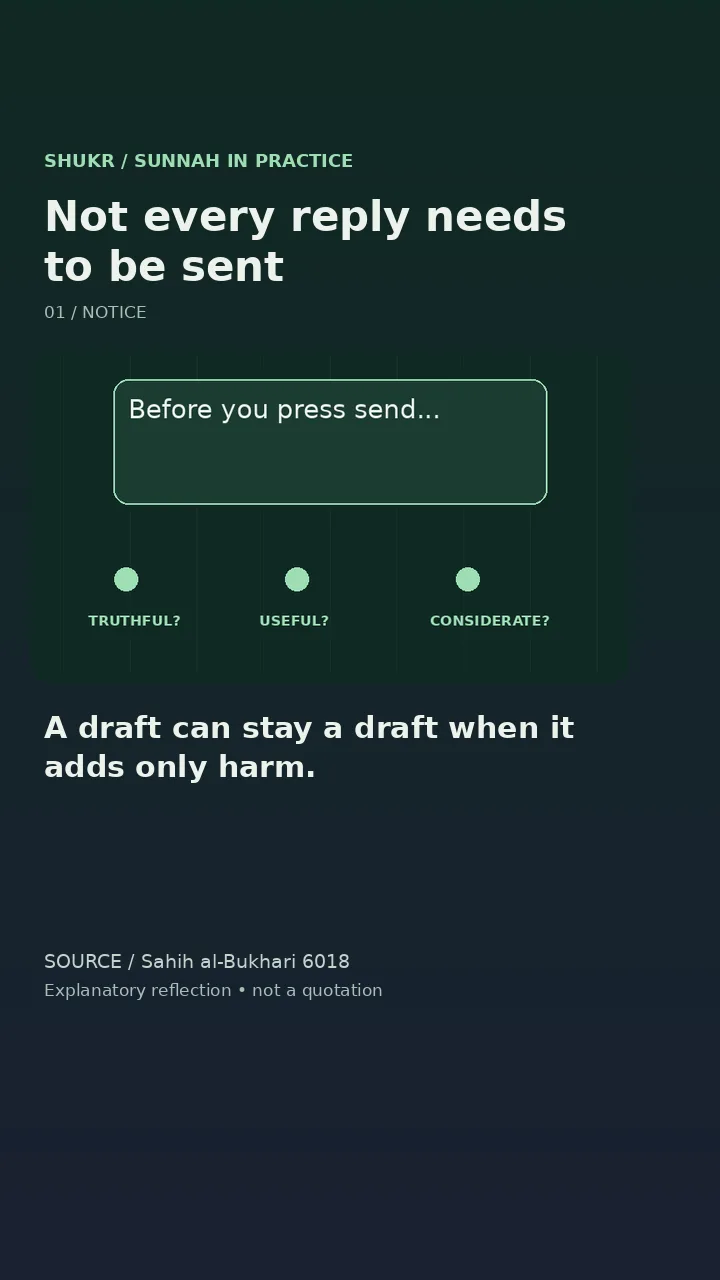 SHUKR / SUNNAH IN PRACTICE
Not every reply needs
to be sent
01 / NOTICE
Before you press send...
TRUTHFUL? USEFUL? CONSIDERATE?
A draft can stay a draft when it
adds only harm.
SOURCE / Sahih al-Bukhari 6018
Explanatory reflection • not a quotation